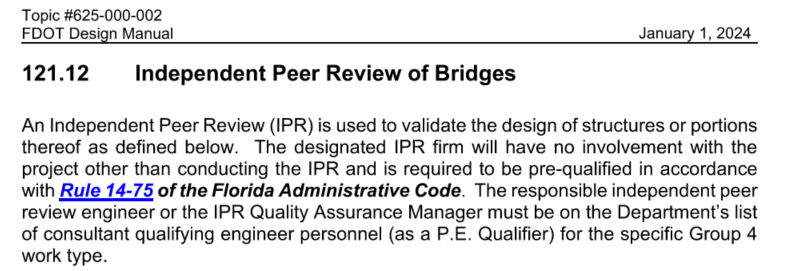 Topic #625-000-002
FDOT Design Manual January 1, 2024
121.12 Independent Peer Review of Bridges
An Independent Peer Review (IPR) is used to validate the design of structures or portions
thereof as defined below. The designated IPR firm will have no involvement with the
project other than conducting the IPR and is required to be pre-qualified in accordance
with Rule 14-75 of the Florida Administrative Code. The responsible independent peer
review engineer or the IPR Quality Assurance Manager must be on the Department's list
of consultant qualifying engineer personnel (as a P.E. Qualifier) for the specific Group 4
work type.